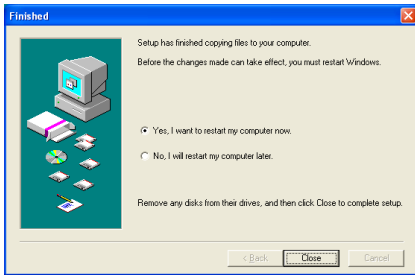 Finished
Setup has finished copying files to your computer.
Before the changes made can take effect, you must restart Windows.
Yes, I want to restart my computer now.
No, I will restart my computer later.
Remove any disks from their drives, and then click Close to complete setup.
< Back
Close
Cancel